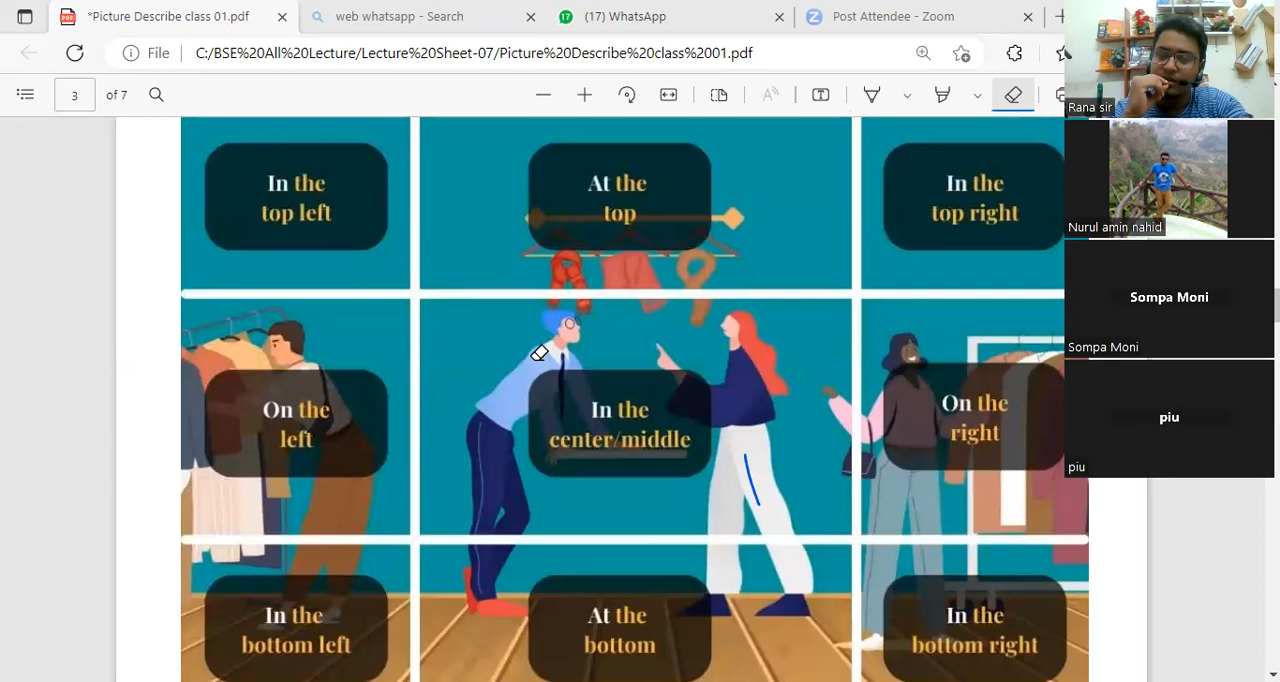 *Picture Describe class 01.pdf
web whatsapp - Search
17
(17) WhatsApp
Post Attendee - Zoom
File
C:/BSE%20All%20Lecture/Lecture%20Sheet-07/Picture%20Describe%20class%2001.pdf
3
of 7
In the
top left
At the
top
In the
top right
On the
left
In the
center/middle
On the
right
In the
bottom left
At the
bottom
In the
bottom right
Rana sir
Nurul amin nahid
Sompa Moni
Sompa Moni
piu
piu